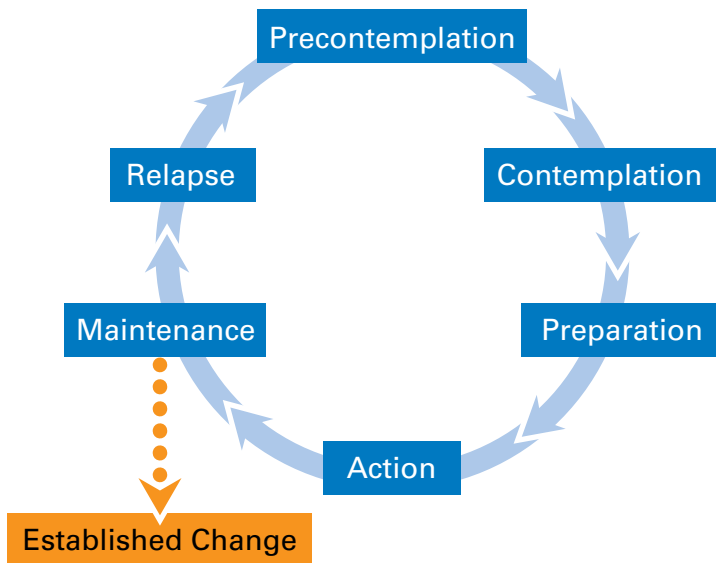 Precontemplation
Relapse
Contemplation
Maintenance
Preparation
Action
Established Change